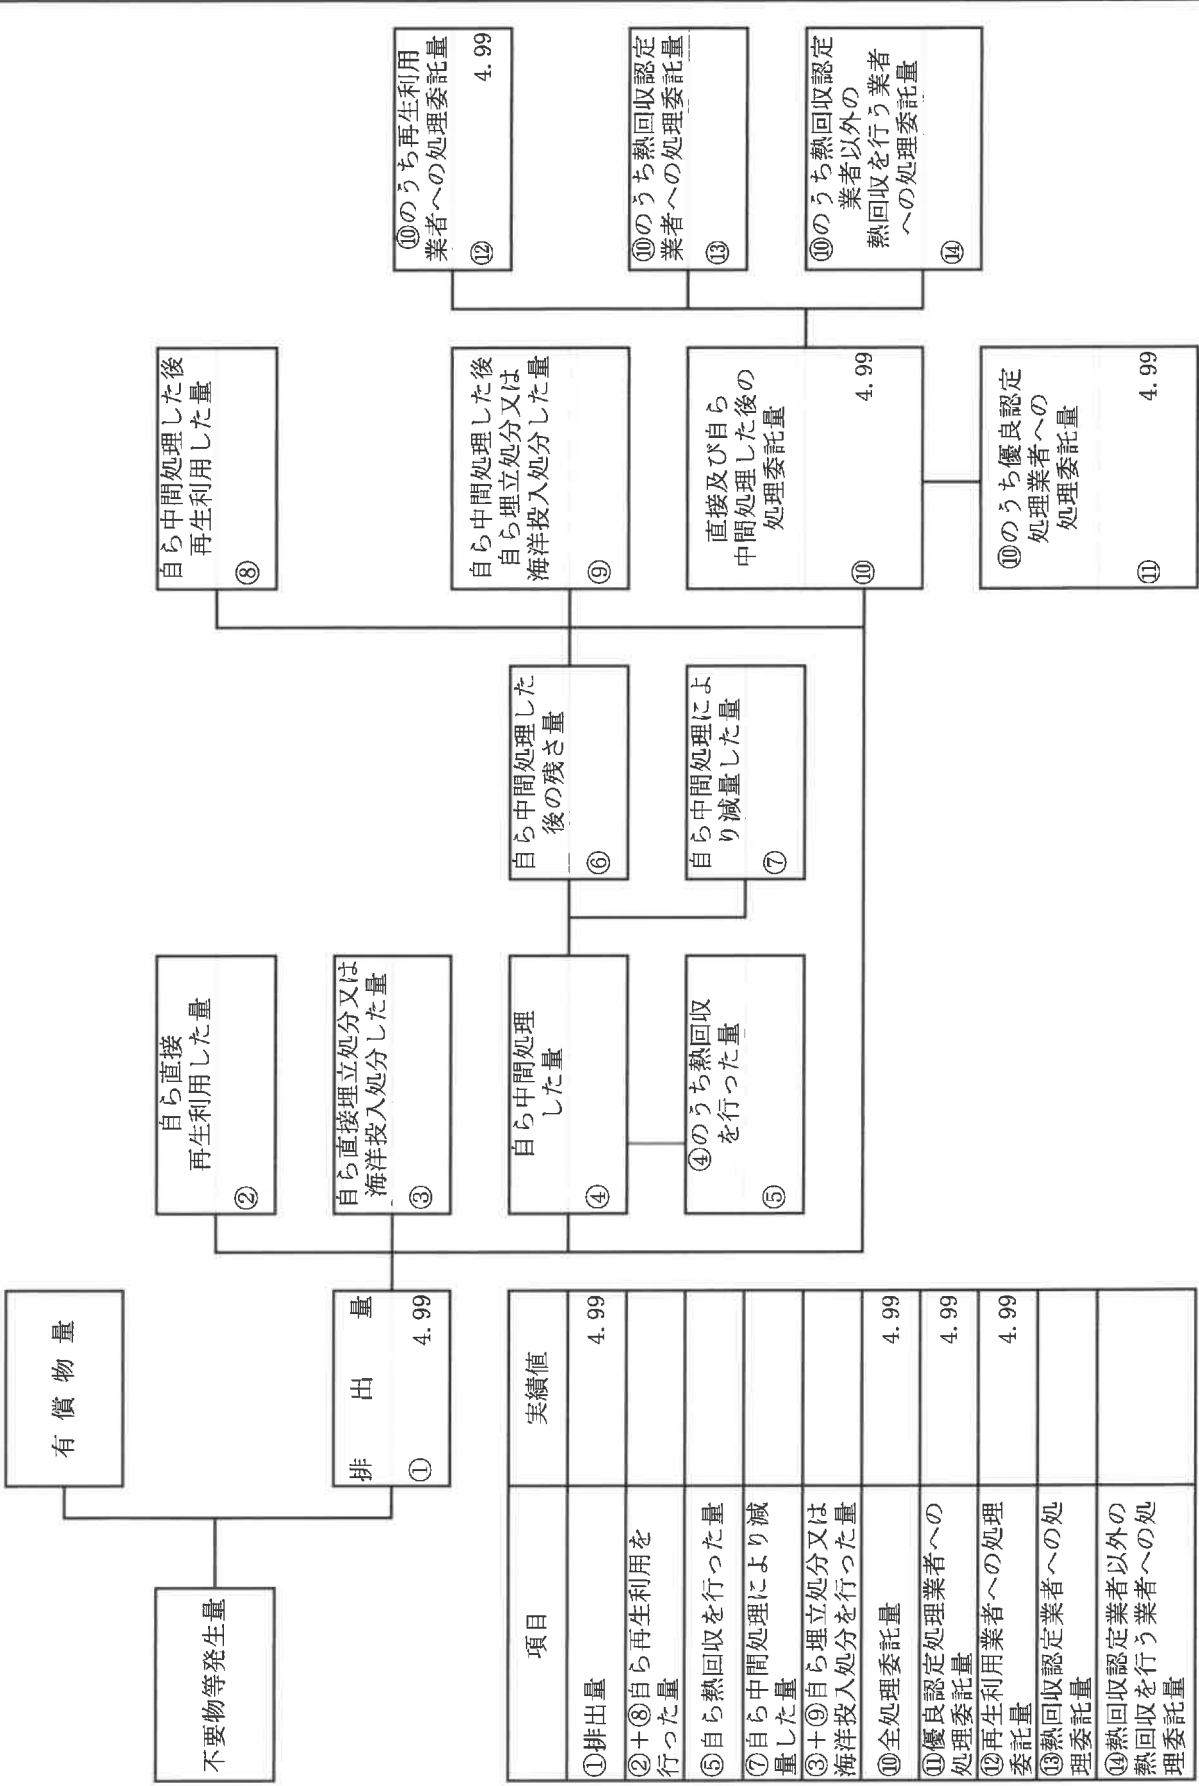 不要物等発生量
有償物量
排出量
① 4.99
自ら直接
再生利用した量
②
自ら直接埋立処分又は
海洋投入処分した量
③
自ら中間処理
した量
④
④のうち熱回収
を行った量
⑤
自ら中間処理した
後の残さ量
⑥
自ら中間処理によ
り減量した量
⑦
自ら中間処理した後
再生利用した量
⑧
自ら中間処理した後
自ら埋立処分又は
海洋投入処分した量
⑨
直接及び自ら
中間処理した後の
処理委託量
⑩ 4.99
⑩のうち優良認定
処理業者への
処理委託量
⑪ 4.99
⑩のうち再生利用
業者への処理委託量
⑫ 4.99
⑩のうち熱回収認定
業者への処理委託量
⑬
⑩のうち熱回収認定
業者以外の
熱回収を行う業者
への処理委託量
⑭
項目 実績値
①排出量 4.99
②+⑧自ら再生利用を
行った量
⑤自ら熱回収を行った量
⑦自ら中間処理により減
量した量
③+⑨自ら埋立処分又は
海洋投入処分を行った量
⑩全処理委託量 4.99
⑪優良認定処理業者への
処理委託量 4.99
⑫再生利用業者への処理
委託量 4.99
⑬熱回収認定業者への処
理委託量
⑭熱回収認定業者以外の
熱回収を行う業者への処
理委託量